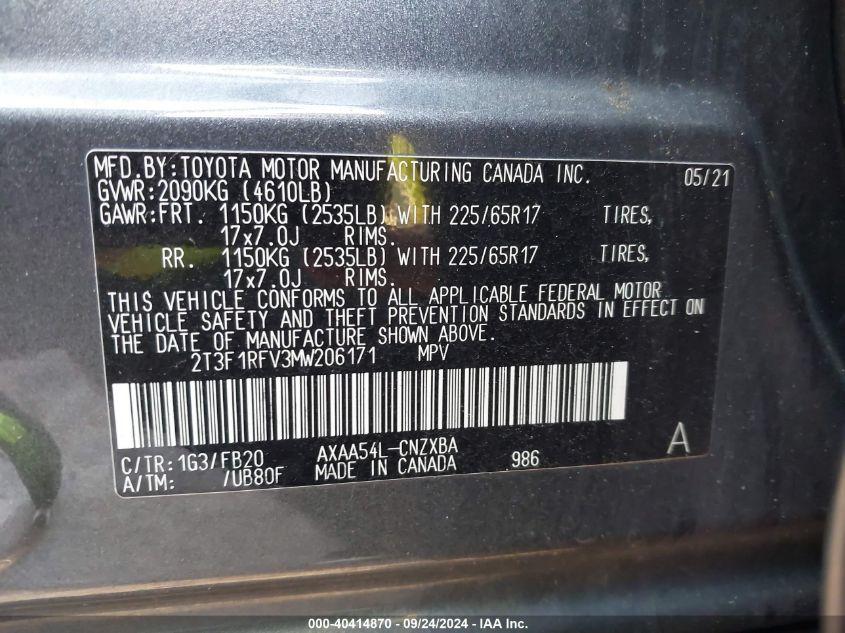 MFD.BY:TOYOTA MOTOR MANUFACTURING CANADA INC. 05/21
GVWR:2090KG (4610LB)
GAWR:FRT. 1150KG (2535LB) WITH 225/65R17 TIRES,
17x7.0J RIMS.
RR. 1150KG (2535LB) WITH 225/65R17 TIRES,
17x7.0J RIMS.
THIS VEHICLE CONFORMS TO ALL APPLICABLE FEDERAL MOTOR
VEHICLE SAFETY AND THEFT PREVENTION STANDARDS IN EFFECT ON
THE DATE OF MANUFACTURE SHOWN ABOVE.
2T3F1RFV3MW206171 MPV
C/TR:1G3/FB20 AXAA54L-CNZXBA A
A/TM: /UB80F MADE IN CANADA 986
000-40414870 - 09/24/2024 - IAA Inc.